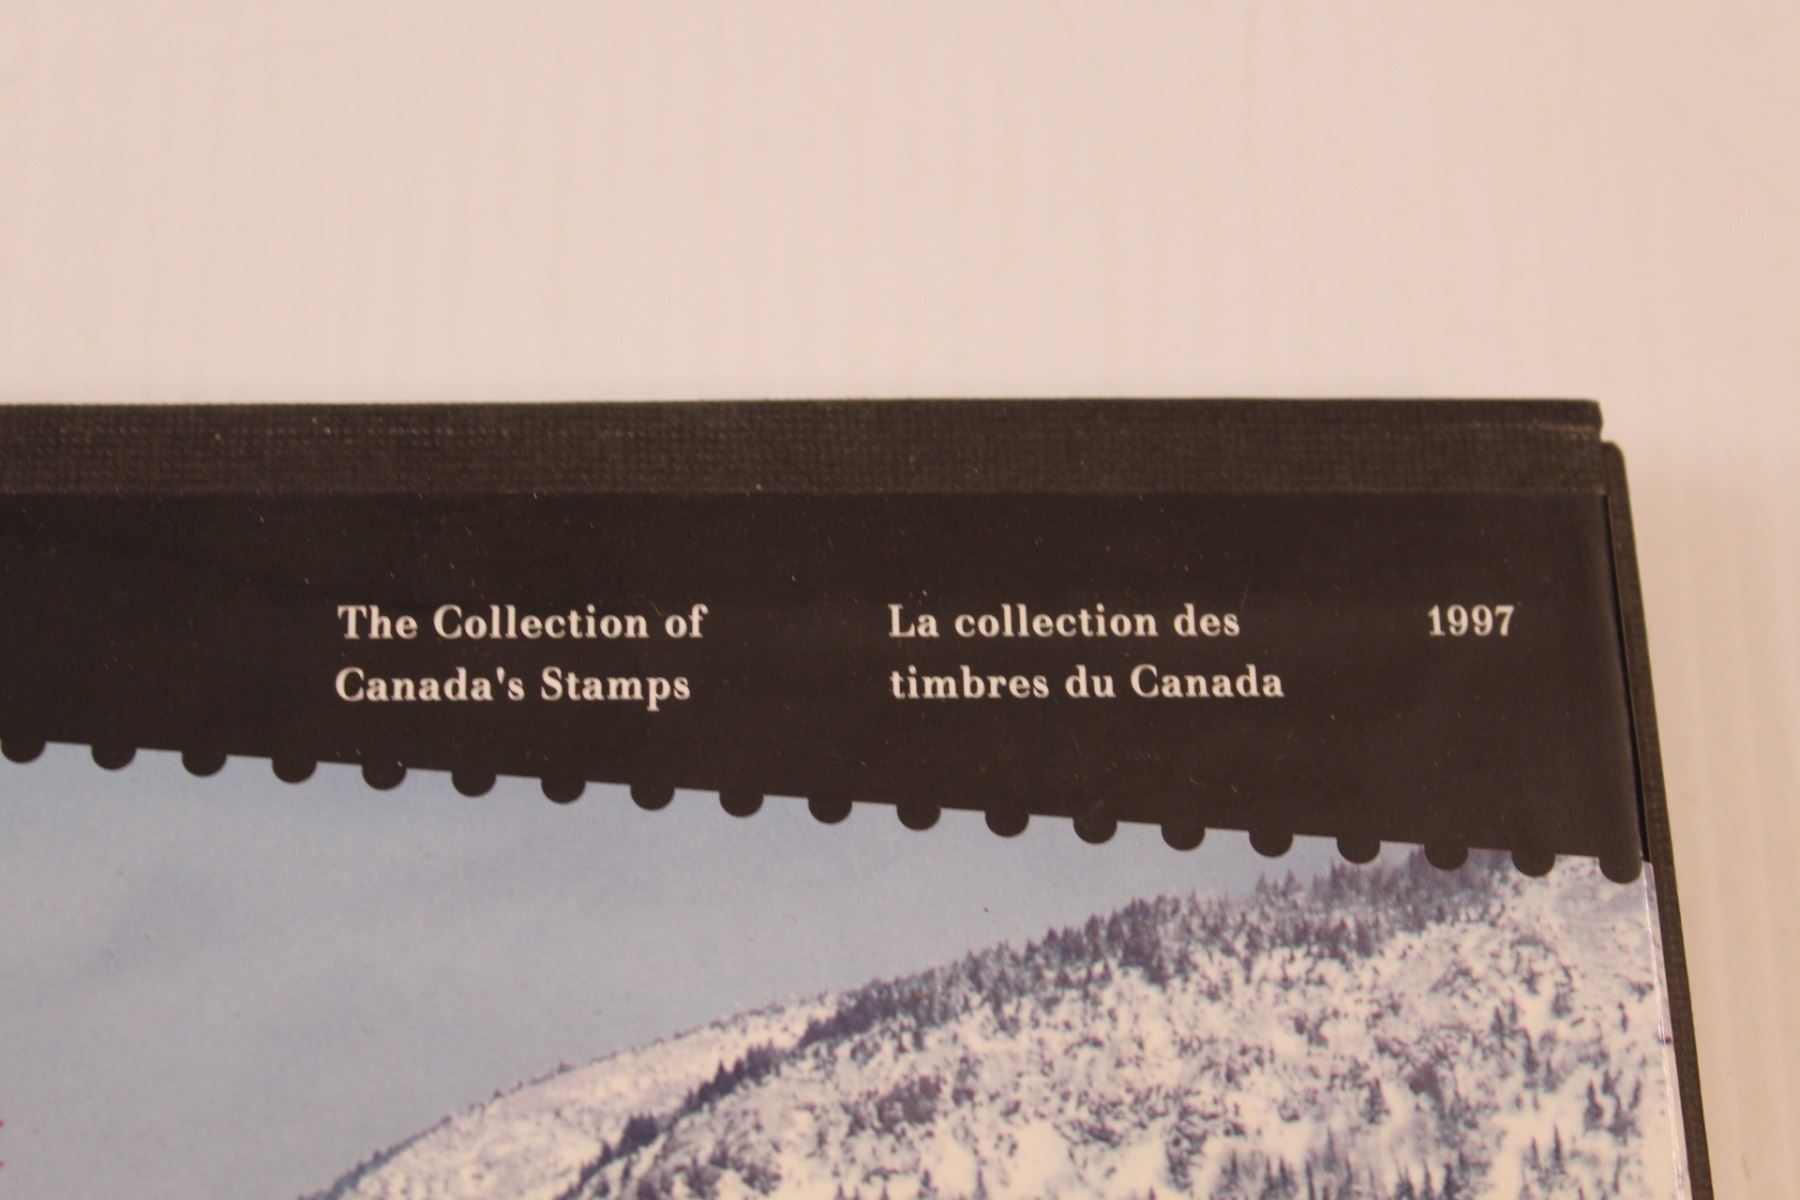 The Collection of
Canada's Stamps
La collection des
timbres du Canada
1997